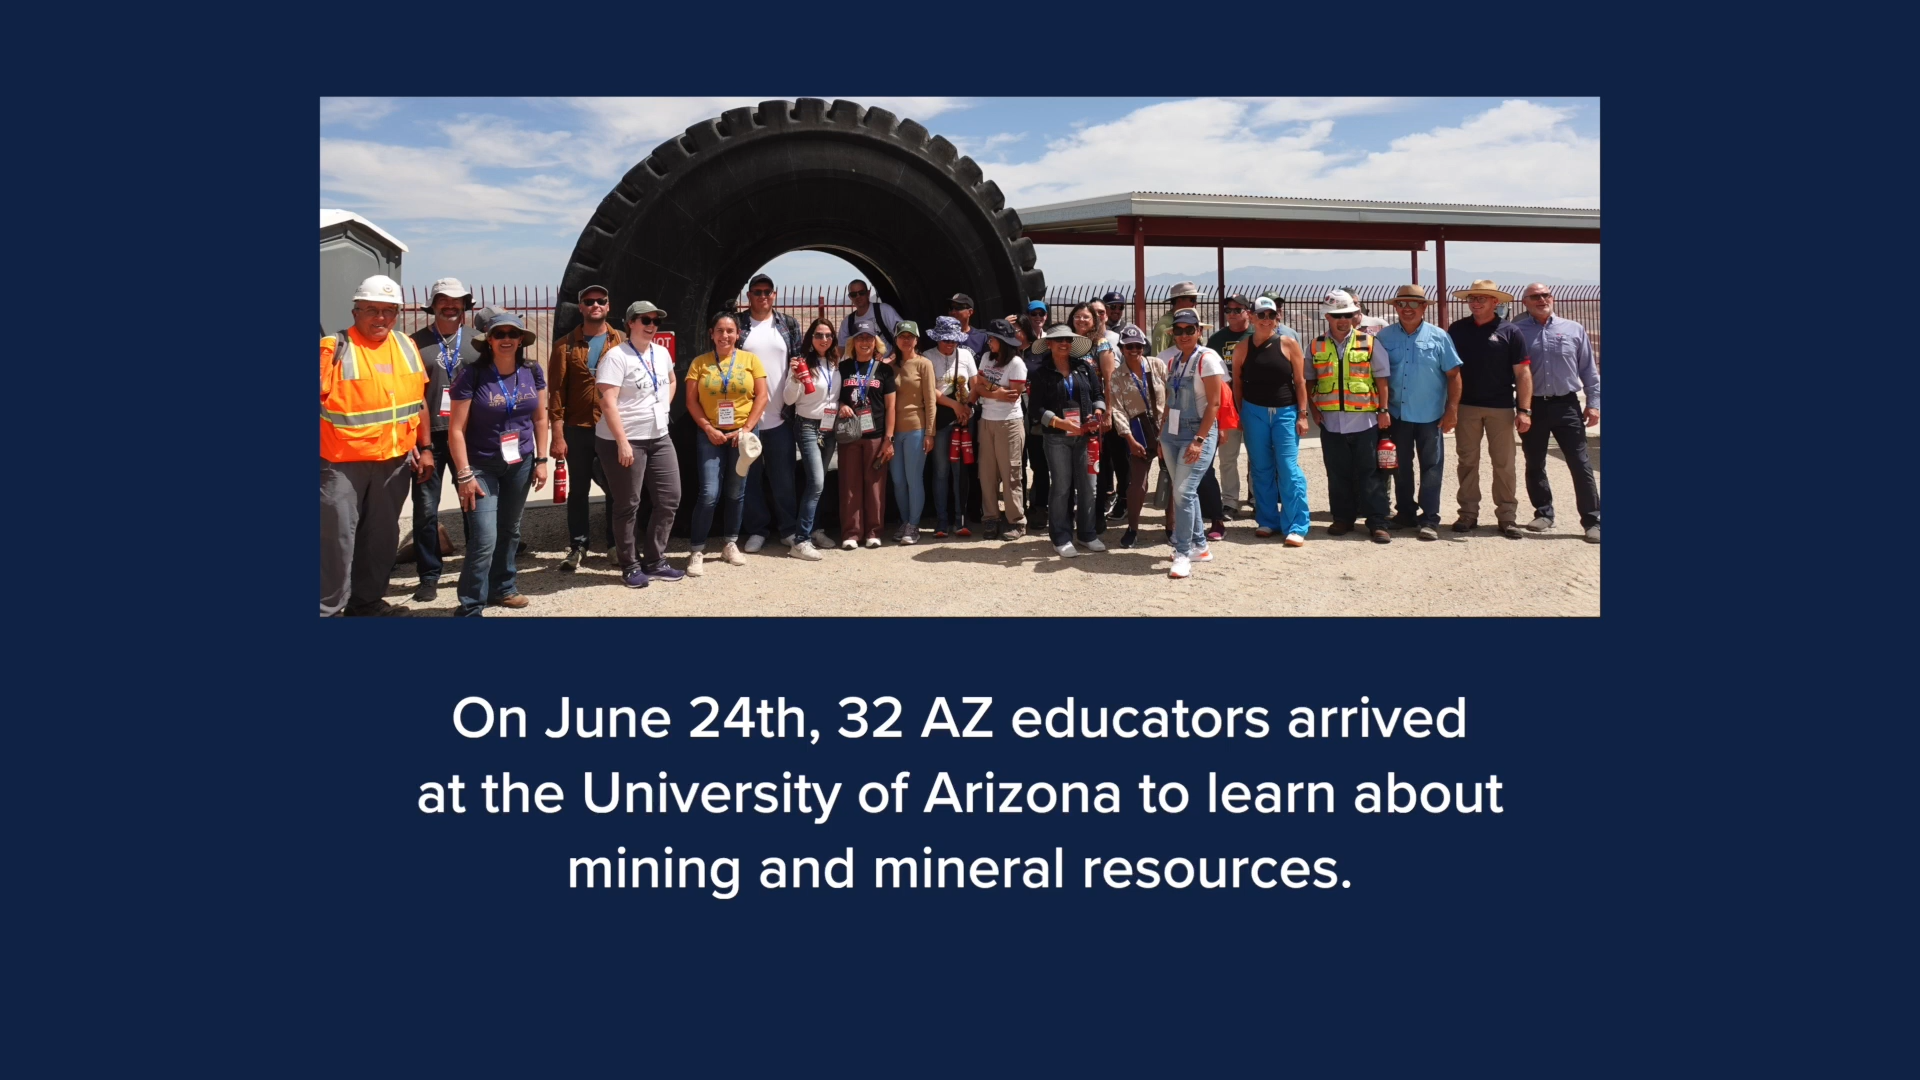 On June 24th, 32 AZ educators arrived
at the University of Arizona to learn about
mining and mineral resources.